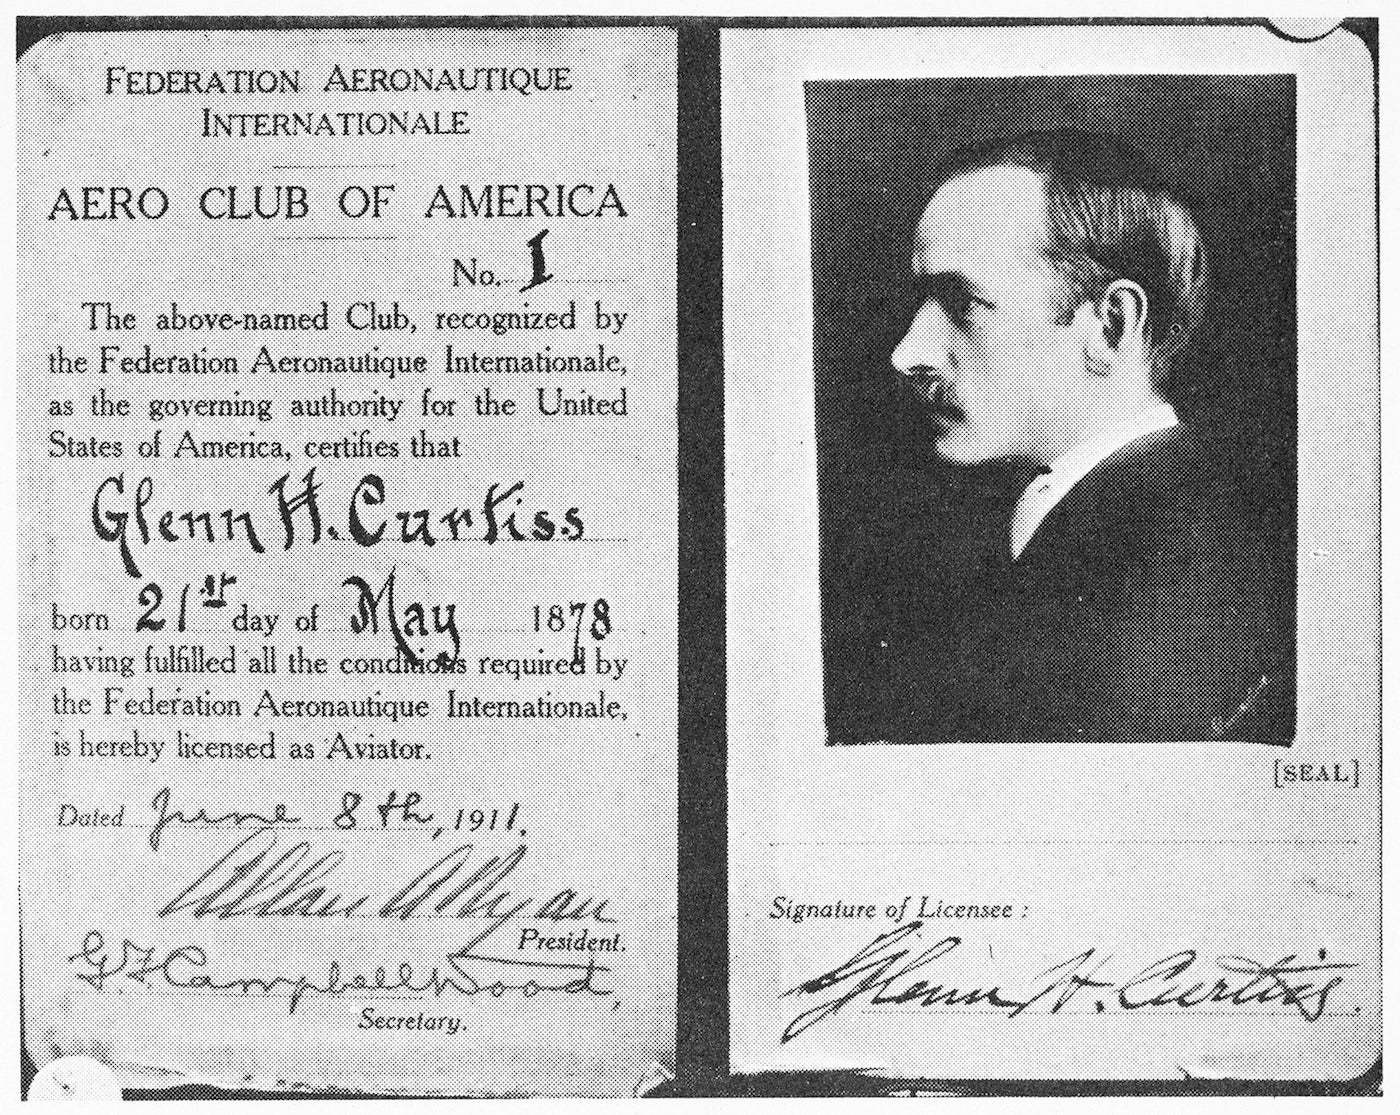 FEDERATION AERONAUTIQUE
INTERNATIONALE
AERO CLUB OF AMERICA
No. 1
The above-named Club, recognized by
the Federation Aeronautique Internationale,
as the governing authority for the United
States of America, certifies that
Glenn H. Curtiss
born 21st day of May 1878
having fulfilled all the conditions required by
the Federation Aeronautique Internationale,
is hereby licensed as Aviator.
Dated June 8th, 1911.
Allan A Ryan
President.
G F Campbell Wood,
Secretary.
[SEAL]
Signature of Licensee :
Glenn H. Curtiss.